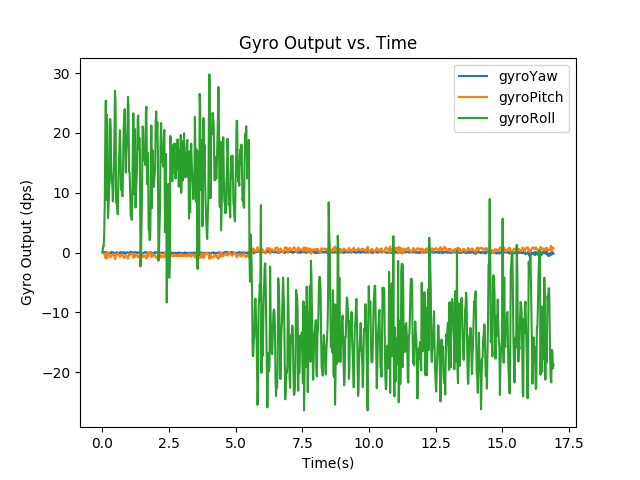 Gyro Output vs. Time
gyroYaw
gyroPitch
gyroRoll
Gyro Output (dps)
30
20
10
0
−10
−20
0.0 2.5 5.0 7.5 10.0 12.5 15.0 17.5
Time(s)